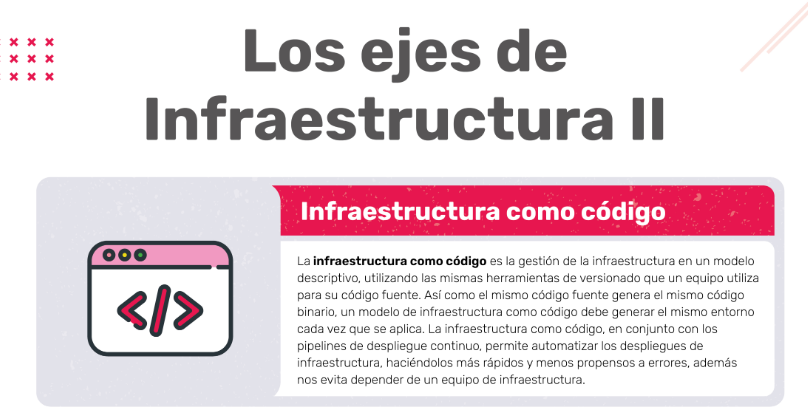 Los ejes de
Infraestructura II
Infraestructura como código
La infraestructura como código es la gestión de la infraestructura en un modelo
descriptivo, utilizando las mismas herramientas de versionado que un equipo utiliza
para su código fuente. Así como el mismo código fuente genera el mismo código
binario, un modelo de infraestructura como código debe generar el mismo entorno
cada vez que se aplica. La infraestructura como código, en conjunto con los
pipelines de despliegue continuo, permite automatizar los despliegues de
infraestructura, haciéndolos más rápidos y menos propensos a errores, además
nos evita depender de un equipo de infraestructura.
</>